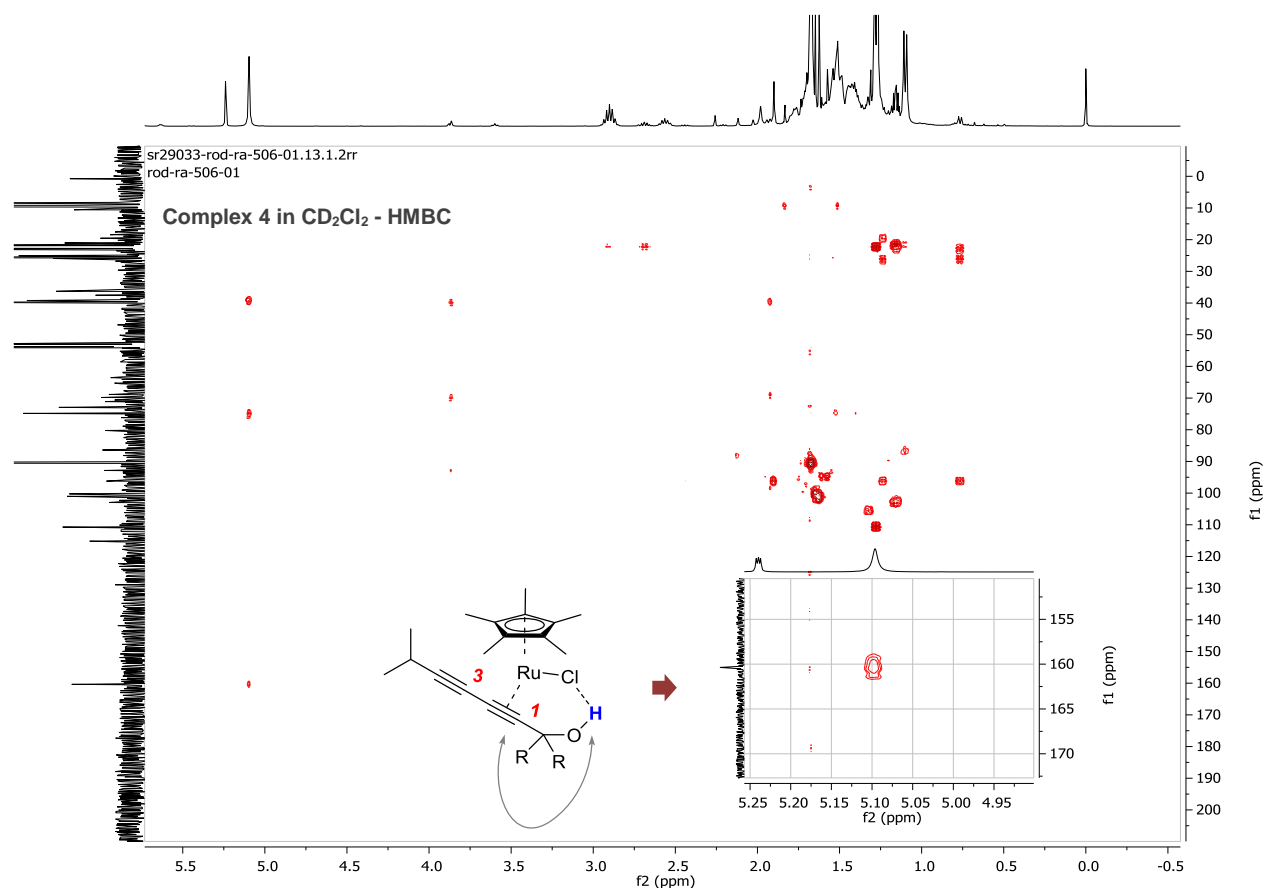 sr29033-rod-ra-506-01.13.1.2rr
rod-ra-506-01
Complex 4 in CD₂Cl₂ - HMBC
0
10
20
30
40
50
60
70
80
90
100
110
120
130
140
150
160
170
180
190
200
f1 (ppm)
3
Ru
Cl
1
H
O
R
R
155
160
165
170
f1 (ppm)
5.25 5.20 5.15 5.10 5.05 5.00 4.95
f2 (ppm)
5.5 5.0 4.5 4.0 3.5 3.0 2.5 2.0 1.5 1.0 0.5 0.0 -0.5
f2 (ppm)